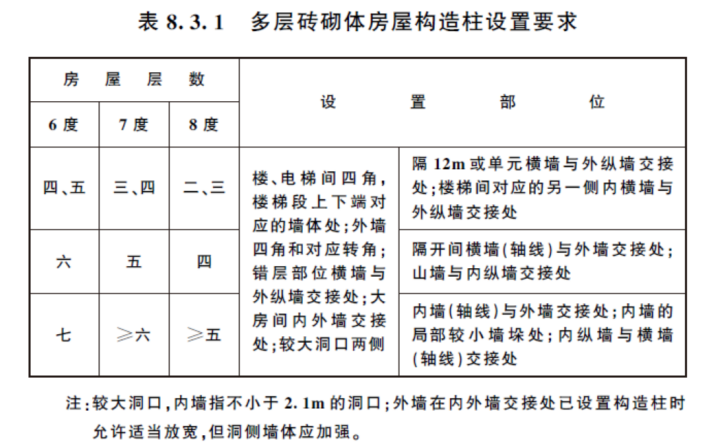 表 8.3.1 多层砖砌体房屋构造柱设置要求
房屋层数
设置部位
6度 7度 8度
四、五 三、四 二、三
六 五 四
七 ≥六 ≥五
楼、电梯间四角,
楼梯段上下端对
应的墙体处;外墙
四角和对应转角;
错层部位横墙与
外纵墙交接处;大
房间内外墙交接
处;较大洞口两侧
隔12m或单元横墙与外纵墙交接
处;楼梯间对应的另一侧内横墙与
外纵墙交接处
隔开间横墙(轴线)与外墙交接处;
山墙与内纵墙交接处
内墙(轴线)与外墙交接处;内墙的
局部较小墙垛处;内纵墙与横墙
(轴线)交接处
注:较大洞口,内墙指不小于2.1m的洞口;外墙在内外墙交接处已设置构造柱时
允许适当放宽,但洞侧墙体应加强。